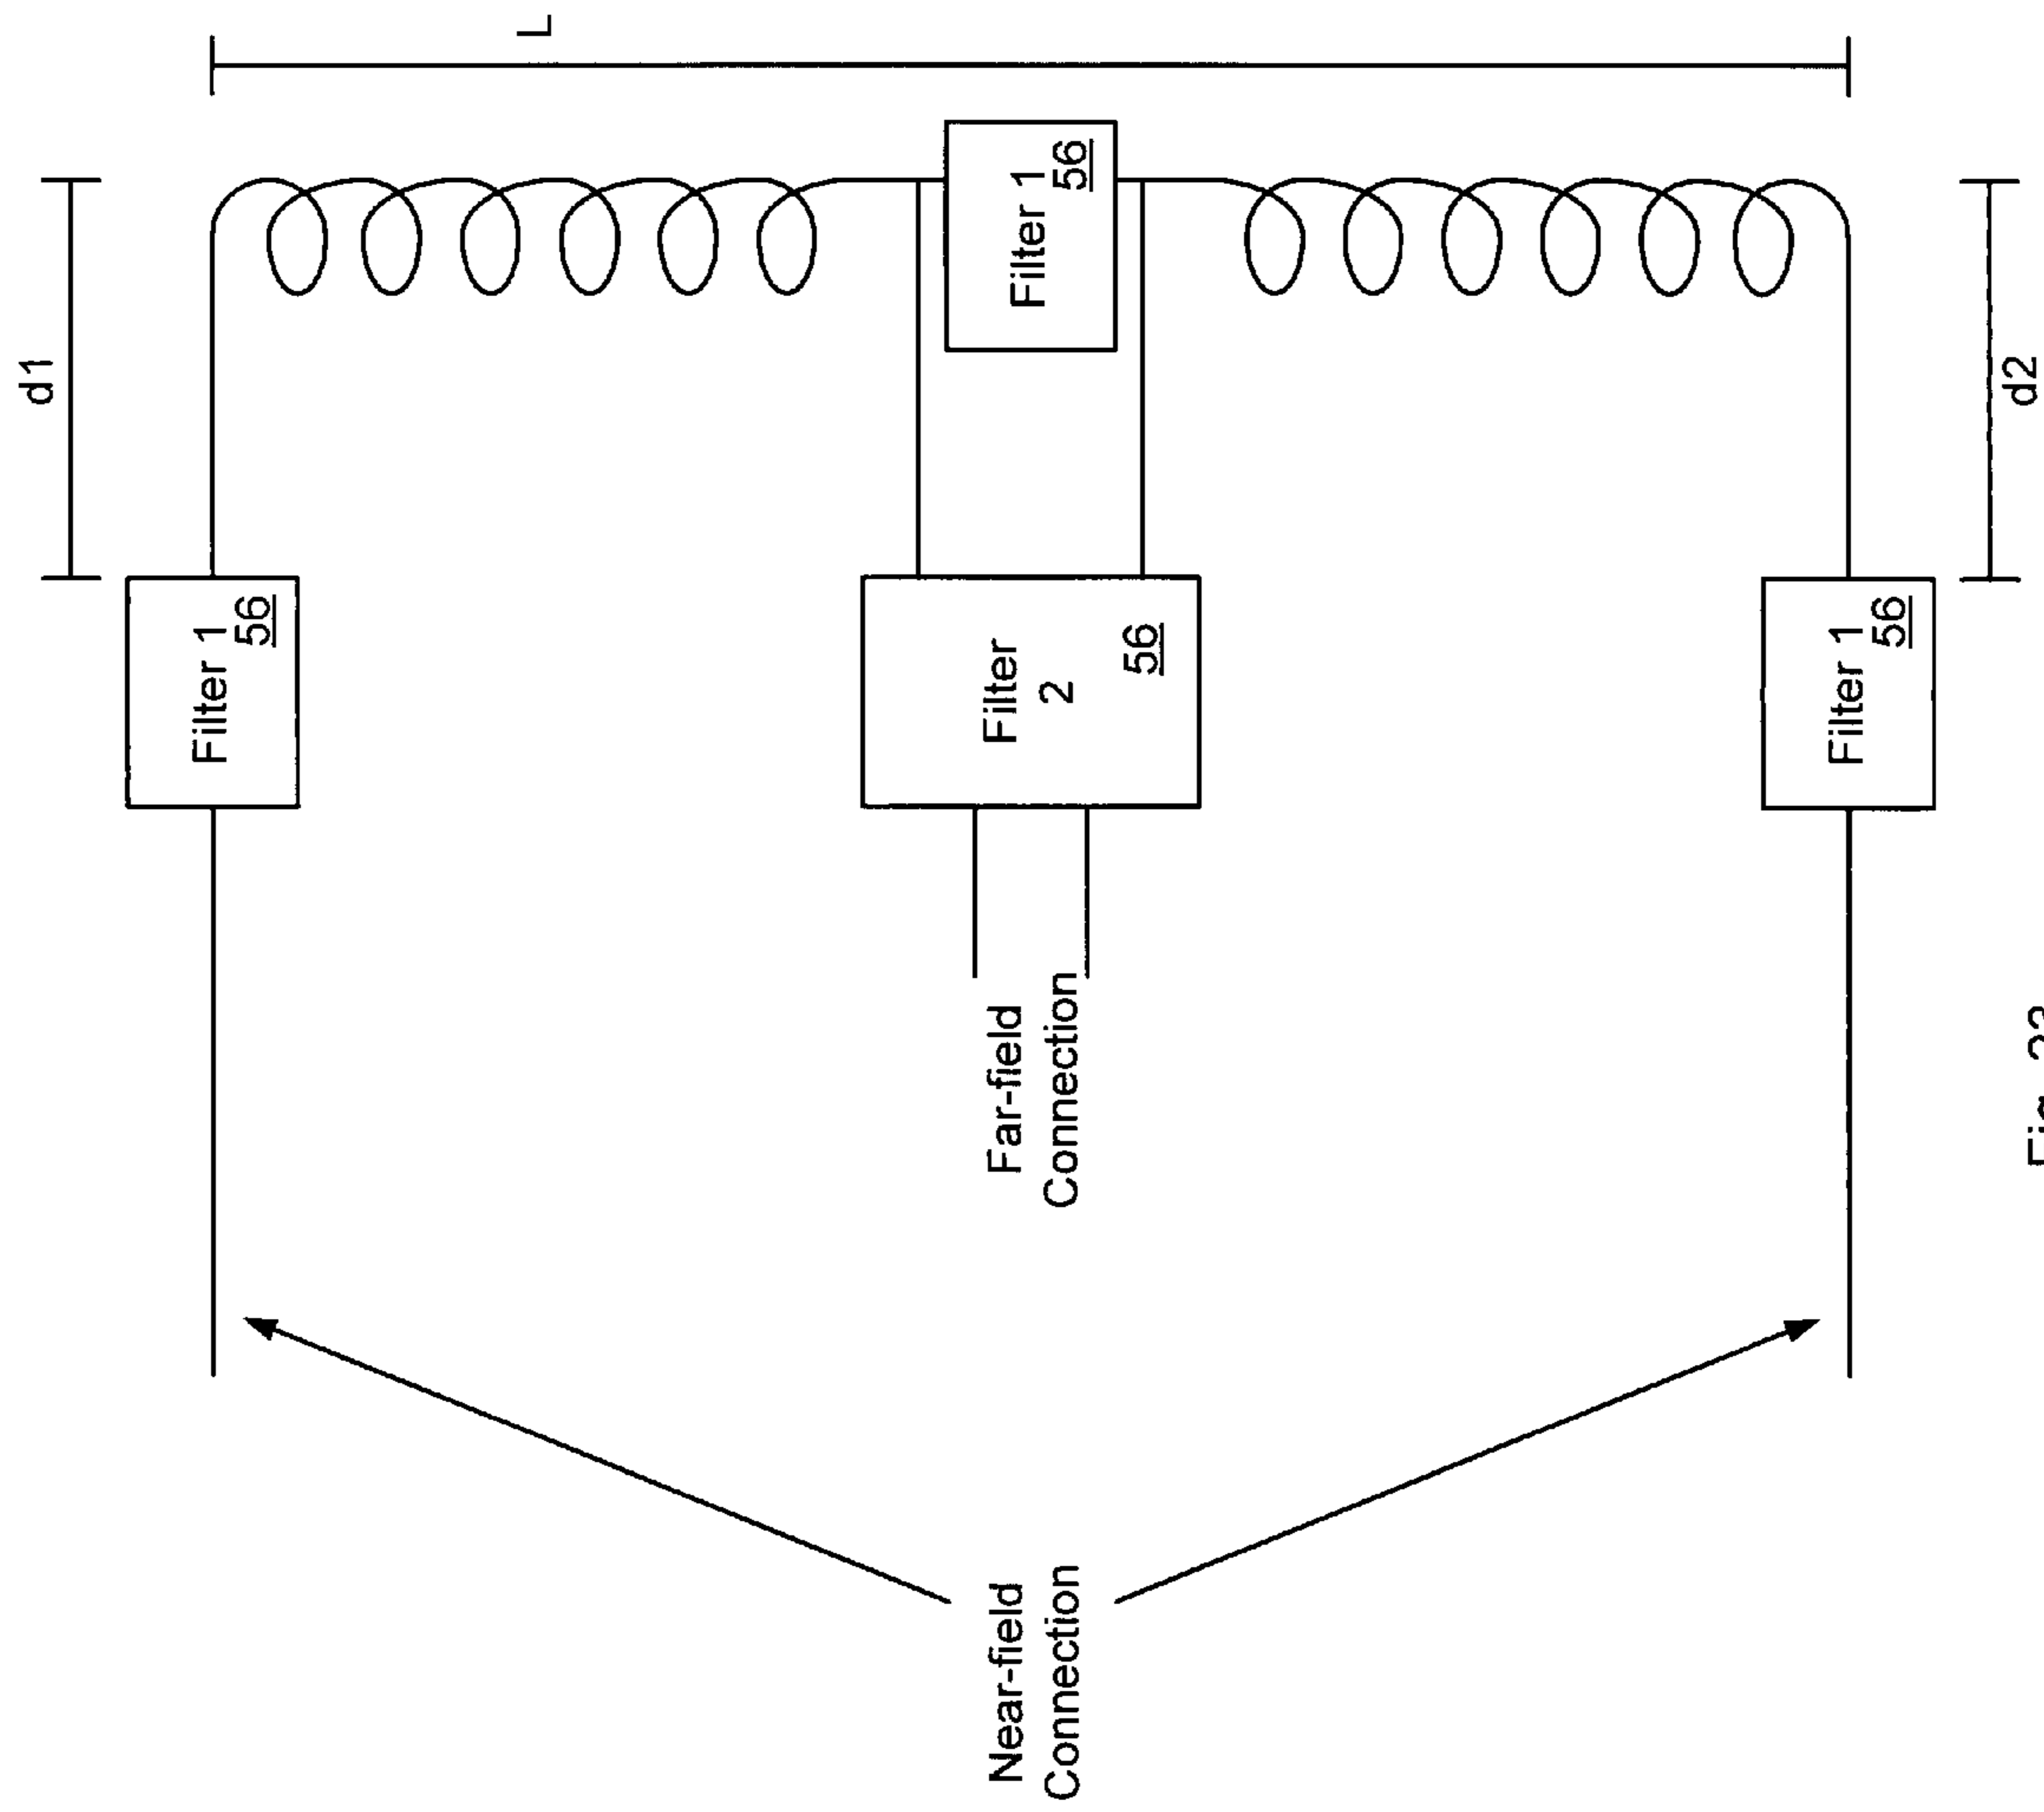 d1
Filter 1
56
L
Near-field
Connection
Far-field
Connection
Filter
2
56
Filter 1
56
Filter 1
56
d2
Fig